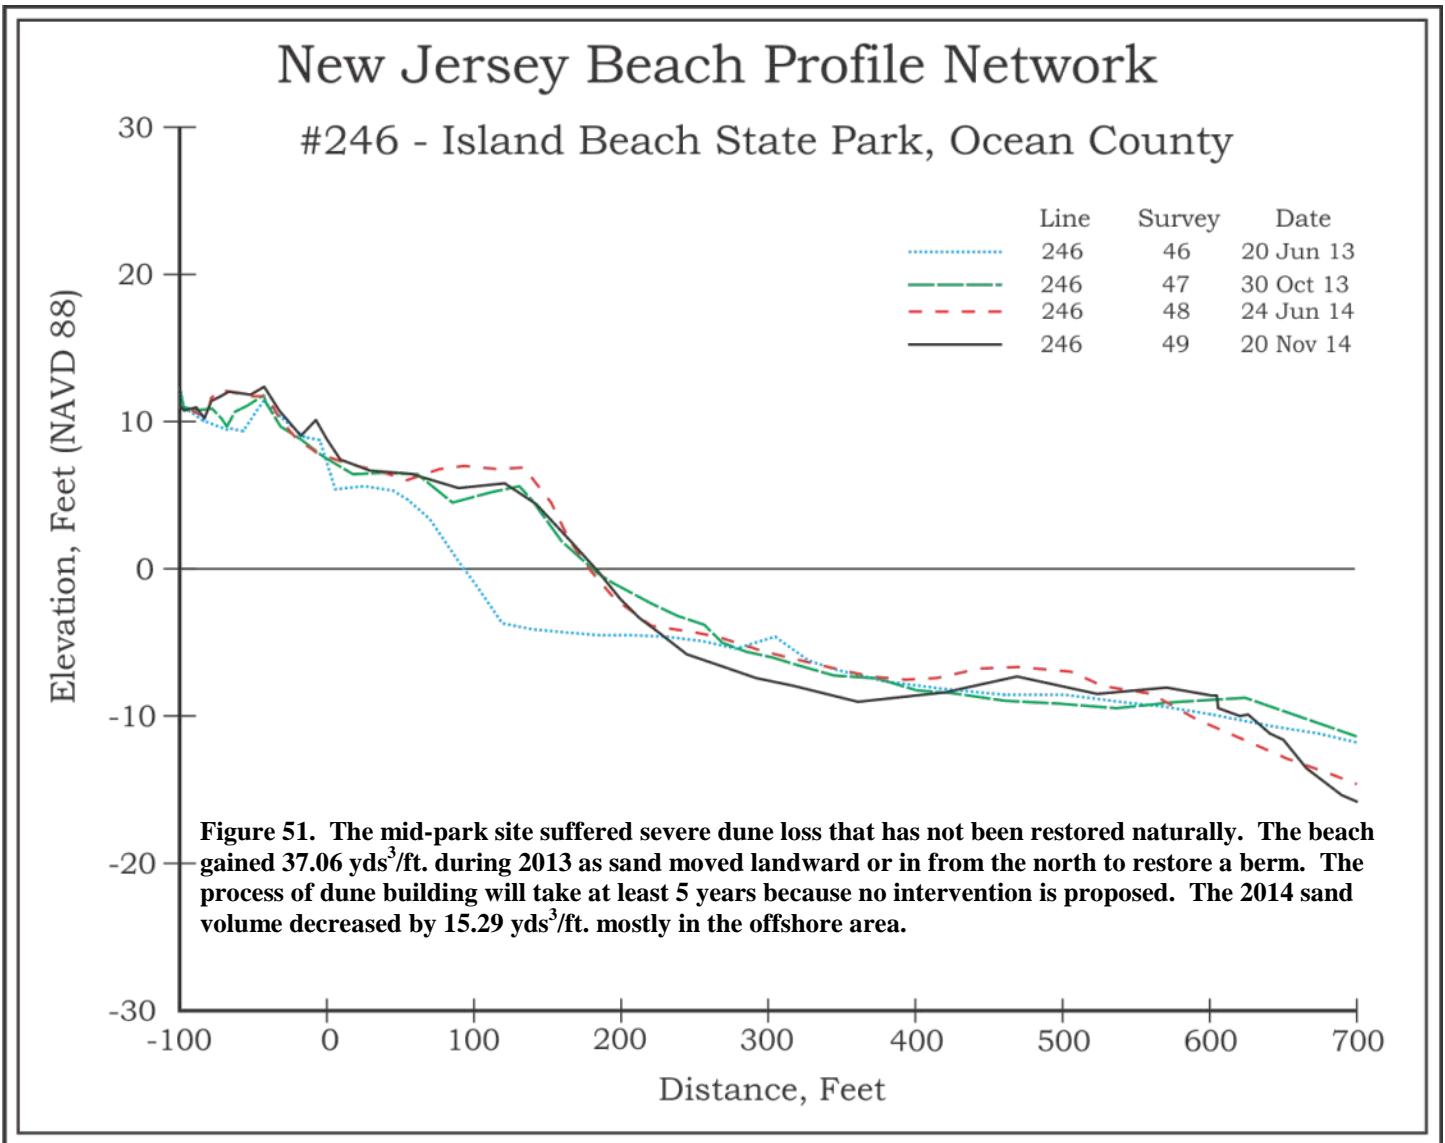 New Jersey Beach Profile Network
#246 - Island Beach State Park, Ocean County
Line Survey Date
246 46 20 Jun 13
246 47 30 Oct 13
246 48 24 Jun 14
246 49 20 Nov 14
Elevation, Feet (NAVD 88)
30
20
10
0
-10
-20
-30
Figure 51. The mid-park site suffered severe dune loss that has not been restored naturally. The beach
gained 37.06 yds³/ft. during 2013 as sand moved landward or in from the north to restore a berm. The
process of dune building will take at least 5 years because no intervention is proposed. The 2014 sand
volume decreased by 15.29 yds³/ft. mostly in the offshore area.
-100 0 100 200 300 400 500 600 700
Distance, Feet